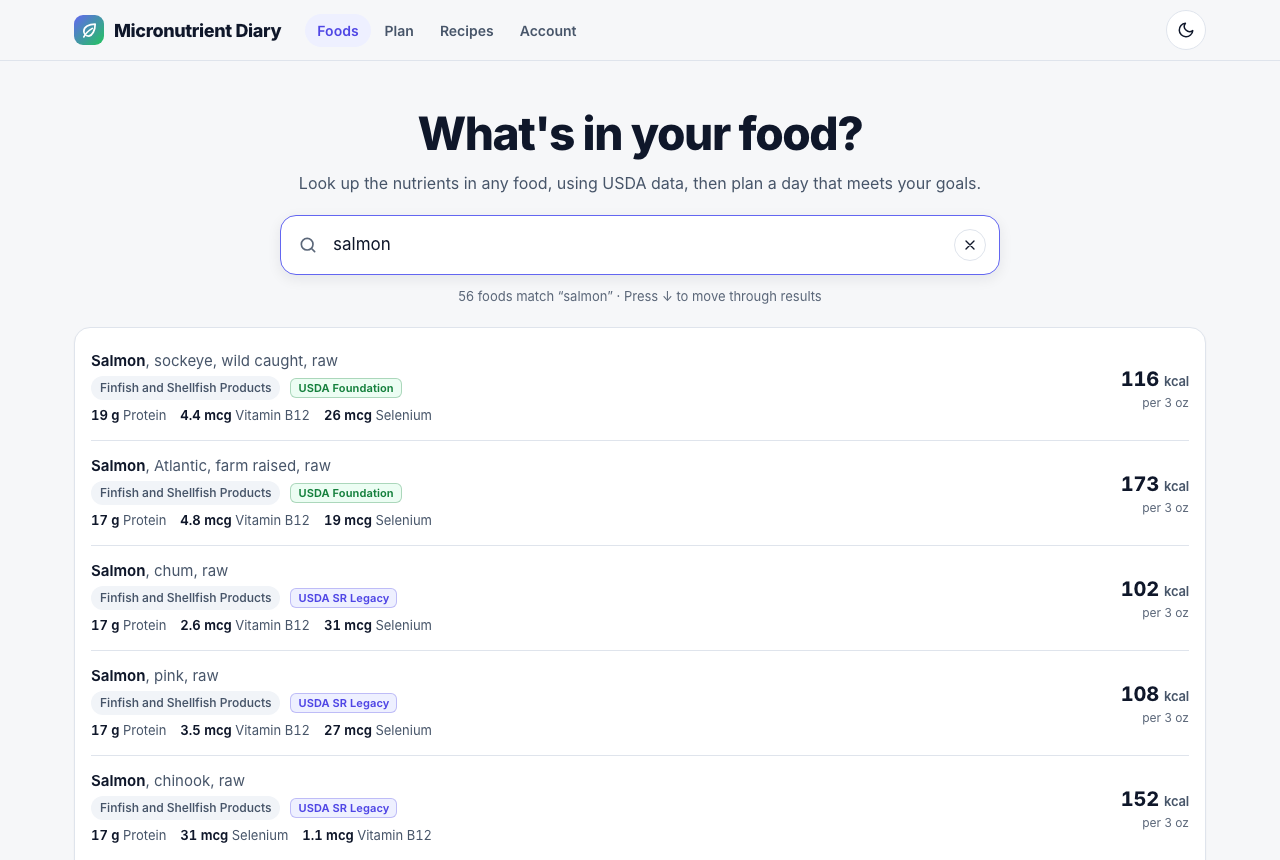 Micronutrient Diary Foods Plan Recipes Account
What's in your food?
Look up the nutrients in any food, using USDA data, then plan a day that meets your goals.
salmon
56 foods match “salmon” · Press ↓ to move through results
Salmon, sockeye, wild caught, raw
Finfish and Shellfish Products USDA Foundation
19 g Protein 4.4 mcg Vitamin B12 26 mcg Selenium
116 kcal
per 3 oz
Salmon, Atlantic, farm raised, raw
Finfish and Shellfish Products USDA Foundation
17 g Protein 4.8 mcg Vitamin B12 19 mcg Selenium
173 kcal
per 3 oz
Salmon, chum, raw
Finfish and Shellfish Products USDA SR Legacy
17 g Protein 2.6 mcg Vitamin B12 31 mcg Selenium
102 kcal
per 3 oz
Salmon, pink, raw
Finfish and Shellfish Products USDA SR Legacy
17 g Protein 3.5 mcg Vitamin B12 27 mcg Selenium
108 kcal
per 3 oz
Salmon, chinook, raw
Finfish and Shellfish Products USDA SR Legacy
17 g Protein 31 mcg Selenium 1.1 mcg Vitamin B12
152 kcal
per 3 oz